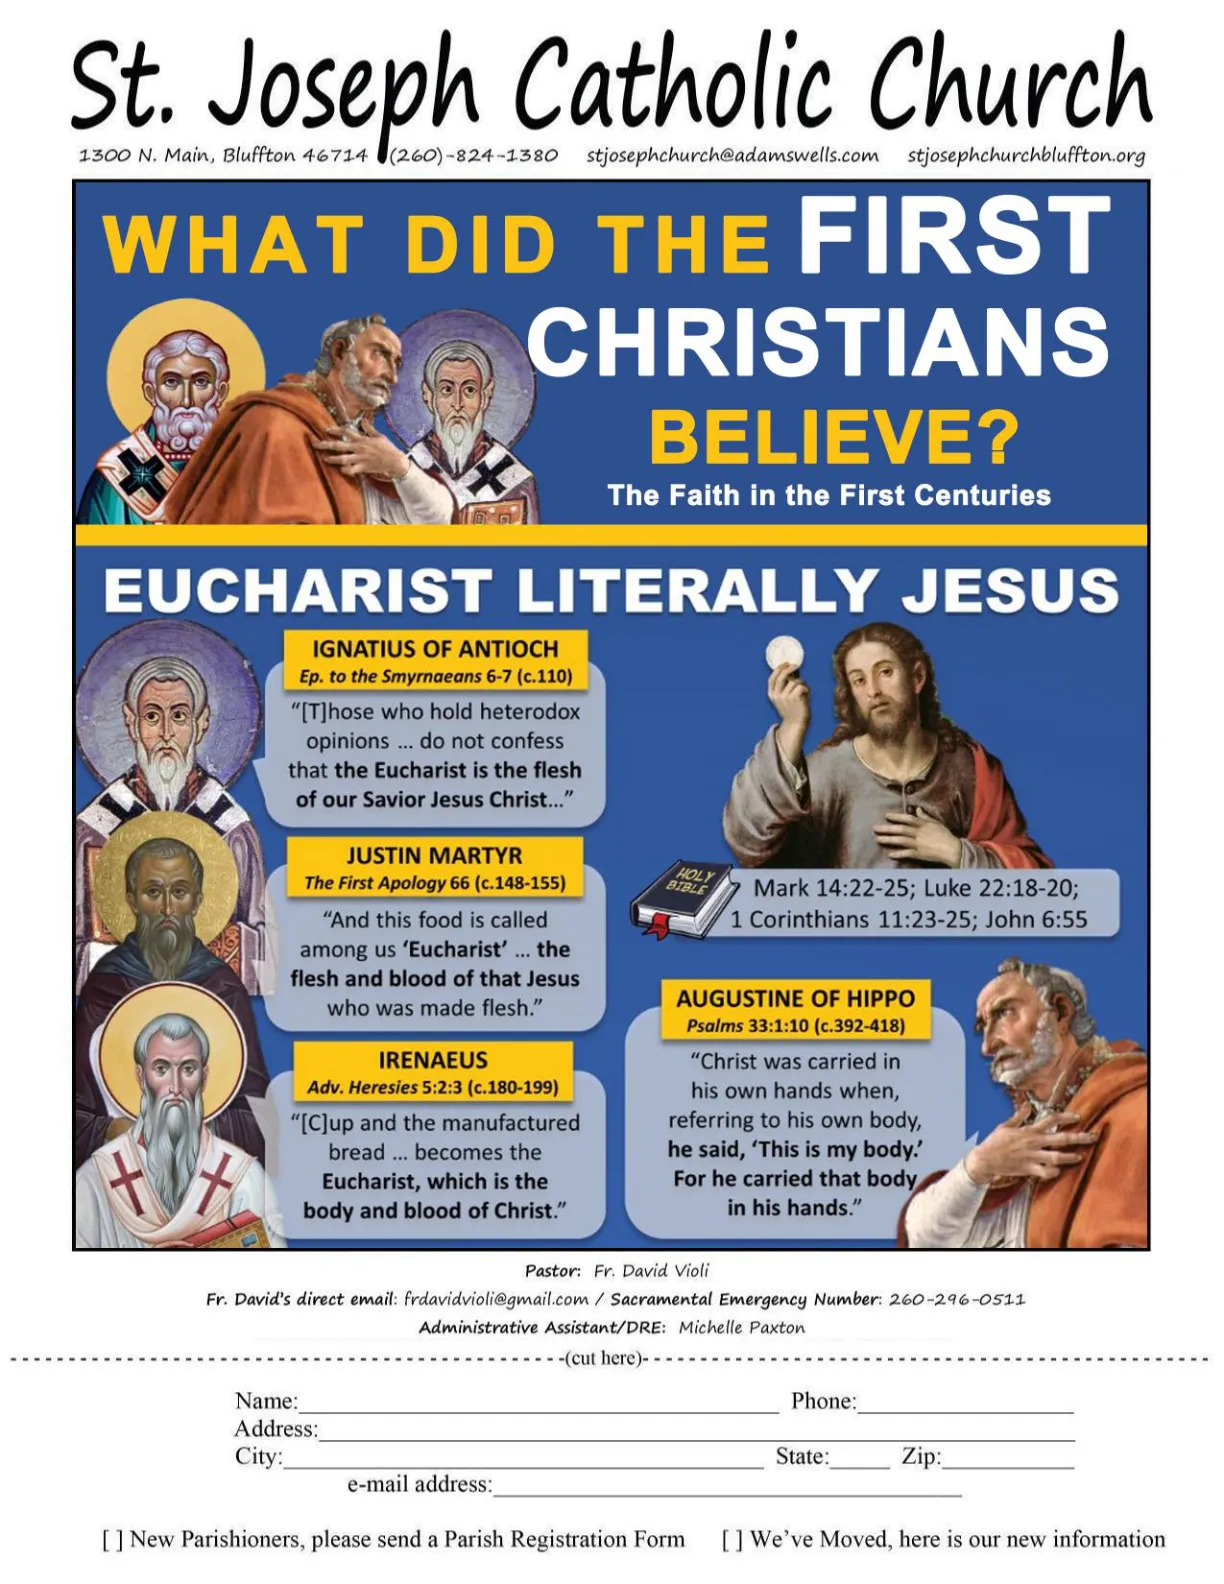 St. Joseph Catholic Church
1300 N. Main, Bluffton 46714 (260)-824-1380 stjosephchurch@adamswells.com stjosephchurchbluffton.org
WHAT DID THE FIRST
CHRISTIANS
BELIEVE?
The Faith in the First Centuries
EUCHARIST LITERALLY JESUS
IGNATIUS OF ANTIOCH
Ep. to the Smyrnaeans 6-7 (c.110)
“[T]hose who hold heterodox
opinions ... do not confess
that the Eucharist is the flesh
of our Savior Jesus Christ...”
JUSTIN MARTYR
The First Apology 66 (c.148-155)
“And this food is called
among us ‘Eucharist’ ... the
flesh and blood of that Jesus
who was made flesh.”
IRENAEUS
Adv. Heresies 5:2:3 (c.180-199)
“[C]up and the manufactured
bread ... becomes the
Eucharist, which is the
body and blood of Christ.”
HOLY
BIBLE
Mark 14:22-25; Luke 22:18-20;
1 Corinthians 11:23-25; John 6:55
AUGUSTINE OF HIPPO
Psalms 33:1:10 (c.392-418)
“Christ was carried in
his own hands when,
referring to his own body,
he said, ‘This is my body.’
For he carried that body
in his hands.”
Pastor: Fr. David Violi
Fr. David's direct email: frdavidvioli@gmail.com / Sacramental Emergency Number: 260-296-0511
Administrative Assistant/DRE: Michelle Paxton
(cut here)
Name: Phone:
Address:
City: State: Zip:
e-mail address:
[ ] New Parishioners, please send a Parish Registration Form [ ] We’ve Moved, here is our new information